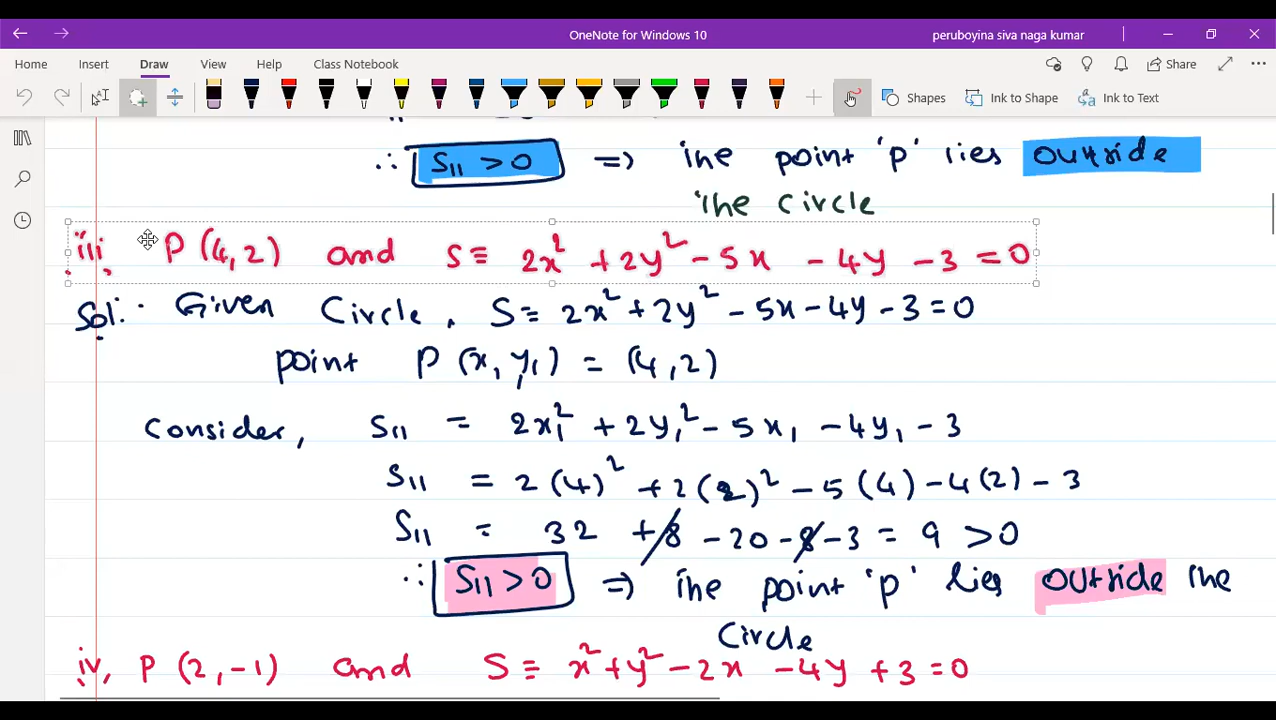 OneNote for Windows 10
peruboyina siva naga kumar
Home Insert Draw View Help Class Notebook Share
Shapes Ink to Shape Ink to Text
∴ S₁₁ > 0 ⇒ The point 'p' lies outside
The circle
iii, P (4,2) and S ≡ 2x² + 2y² - 5x - 4y - 3 = 0
Sol: Given Circle, S ≡ 2x² + 2y² - 5x - 4y - 3 = 0
point P (x, y₁) = (4,2)
Consider, S₁₁ = 2x₁² + 2y₁² - 5x₁ - 4y₁ - 3
S₁₁ = 2(4)² + 2(2)² - 5(4) - 4(2) - 3
S₁₁ = 32 + 8 - 20 - 8 - 3 = 9 > 0
∴ S₁₁ > 0 ⇒ The point 'p' lies outside the
Circle
iv, P (2, -1) and S ≡ x² + y² - 2x - 4y + 3 = 0